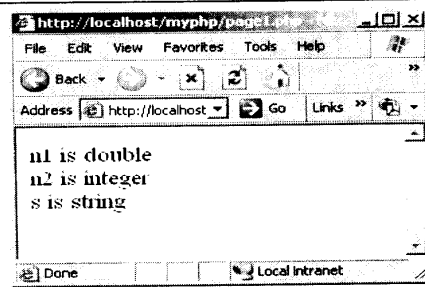 http://localhost/myphp/page1.php
File Edit View Favorites Tools Help
Back
Address http://localhost Go Links »
n1 is double
n2 is integer
s is string
Done Local intranet